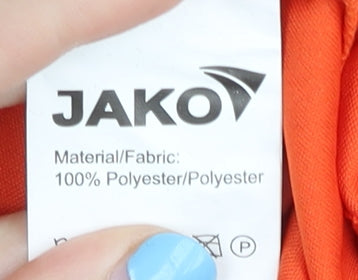 JAKO
Material/Fabric:
100% Polyester/Polyester
P